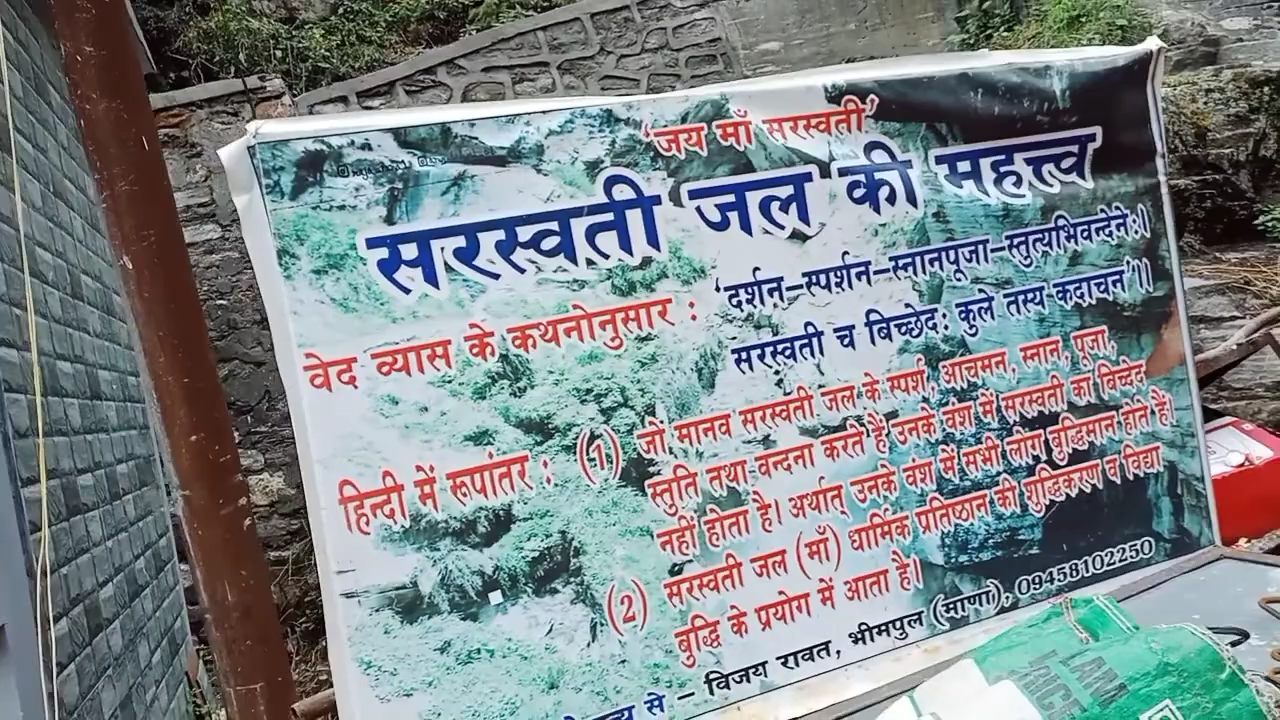 'जय माँ सरस्वती'
सरस्वती जल की महत्त्व
वेद व्यास के कथनोनुसार : 'दर्शन–स्पर्शन–स्नानपूजा–स्तुत्यभिवन्देनेः।
सरस्वती च बिच्छेदः कुले तस्य कदाचन'।।
हिन्दी में रूपांतर : (1) जो मानव सरस्वती जल के स्पर्श, आचमन, स्नान, पूजा,
स्तुति तथा वन्दना करते हैं उनके वंश में सरस्वती का बिच्देद
नहीं होता है। अर्थात् उनके वंश में सभी लोग बुद्धिमान होते हैं।
(2) सरस्वती जल (माँ) धार्मिक प्रतिष्ठान की शुद्धिकरण व विद्या
बुद्धि के प्रयोग में आता है।
से – विजय रावत, भीमपुल (माणा), 09458102250